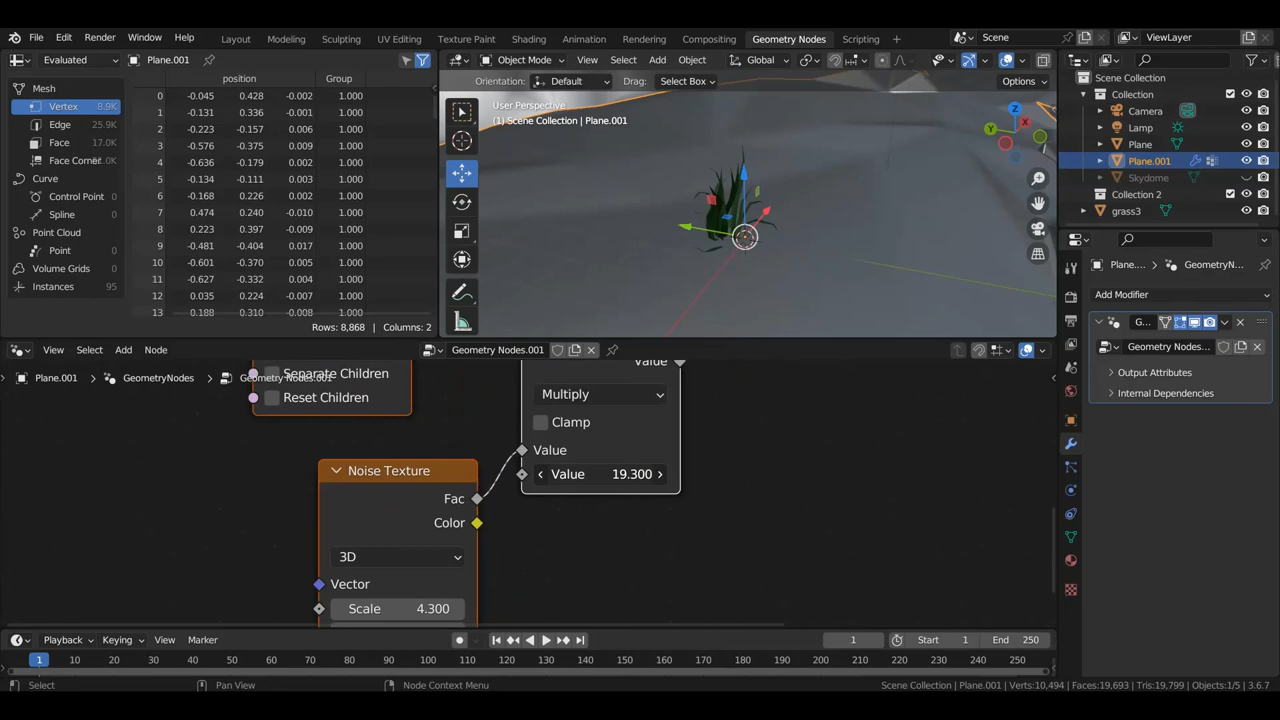 File Edit Render Window Help Layout Modeling Sculpting UV Editing Texture Paint Shading Animation Rendering Compositing Geometry Nodes Scripting + Scene ViewLayer
Evaluated Plane.001
View Select Add Object Object Mode Global
Orientation: Default Drag: Select Box Options
Mesh
Vertex 8.9K
Edge 25.9K
Face 17.0K
Face Corner
Curve
Control Point 0
Spline 0
Point Cloud
Point 0
Volume Grids
Instances 95
position Group
0 -0.045 0.428 -0.002 1.000
1 -0.131 0.336 -0.001 1.000
2 -0.223 -0.157 0.006 1.000
3 -0.576 -0.375 0.009 1.000
4 -0.636 -0.179 0.003 1.000
5 -0.134 -0.111 0.003 1.000
6 -0.168 0.226 0.002 1.000
7 0.474 0.240 -0.010 1.000
8 0.223 0.397 -0.009 1.000
9 -0.481 -0.404 0.017 1.000
10 -0.601 -0.370 0.005 1.000
11 -0.627 -0.332 0.004 1.000
12 0.035 0.224 -0.007 1.000
13 0.188 0.310 -0.008 1.000
Rows: 8,868 | Columns: 2
User Perspective
(1) Scene Collection | Plane.001
Z
X
Y
Scene Collection
Collection
Camera
Lamp
Plane
Plane.001
Skydome
Collection 2
grass3
Plane.... GeometryN...
Add Modifier
G...
Geometry Nodes...
Output Attributes
Internal Dependencies
View Select Add Node Geometry Nodes.001
Plane.001 > GeometryNodes > Geometry Nodes.001
Separate Children
Reset Children
Value
Multiply
Clamp
Value
Value 19.300
Noise Texture
Fac
Color
3D
Vector
Scale 4.300
Playback Keying View Marker 1 Start 1 End 250
1 10 20 30 40 50 60 70 80 90 100 110 120 130 140 150 160 170 180 190 200 210 220 230 240 250
Select Pan View Node Context Menu Scene Collection | Plane.001 | Verts:10,494 | Faces:19,693 | Tris:19,799 | Objects:1/5 | 3.6.7